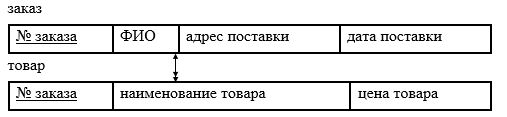 заказ
№ заказа ФИО адрес поставки дата поставки
товар
№ заказа наименование товара цена товара